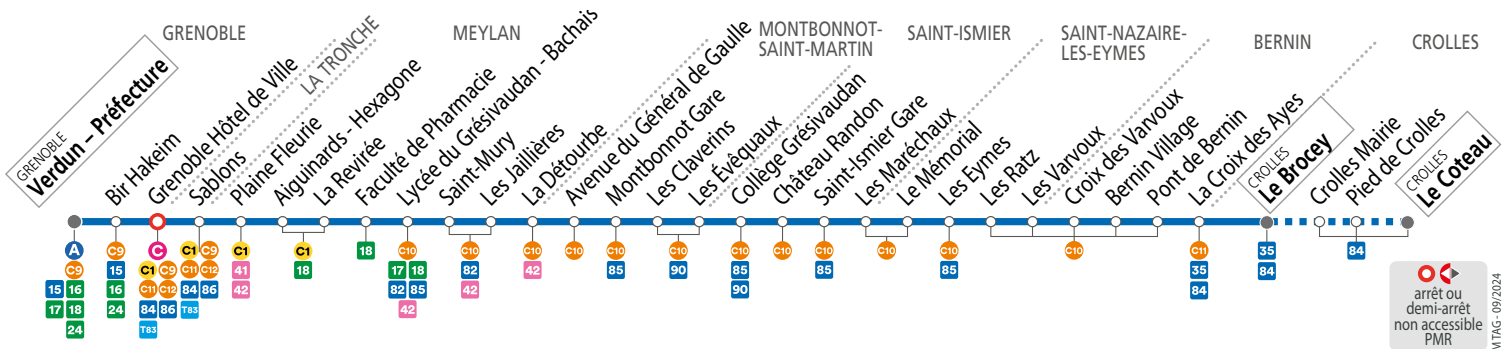 GRENOBLE
LA TRONCHE
MEYLAN
MONTBONNOT-
SAINT-MARTIN
SAINT-ISMIER
SAINT-NAZAIRE-
LES-EYMES
BERNIN
CROLLES
GRENOBLE
Verdun – Préfecture
Bir Hakeim
Grenoble Hôtel de Ville
Sablons
Plaine Fleurie
Aiguinards - Hexagone
La Revirée
Faculté de Pharmacie
Lycée du Grésivaudan - Bachais
Saint-Mury
Les Jaillières
La Détourbe
Avenue du Général de Gaulle
Montbonnot Gare
Les Claverins
Les Évéquaux
Collège Grésivaudan
Château Randon
Saint-Ismier Gare
Les Maréchaux
Le Mémorial
Les Eymes
Les Ratz
Les Varvoux
Croix des Varvoux
Bernin Village
Pont de Bernin
La Croix des Ayes
CROLLES
Le Brocey
Crolles Mairie
Pied de Crolles
CROLLES
Le Coteau
A
C9
15 16
17 18
24
C9
15
16
24
C
C1 C9
C11 C12
84 86
T83
C1 C9
C11 C12
84 86
T83
C1
41
42
C1
18
18
C10
17 18
82 85
42
C10
82
42
C10
42
C10
C10
85
C10
90
C10
85
90
C10
C10
85
C10
C10
85
C10
C11
35
84
35
84
84
arrêt ou
demi-arrêt
non accessible
PMR
M TAG - 09/2024